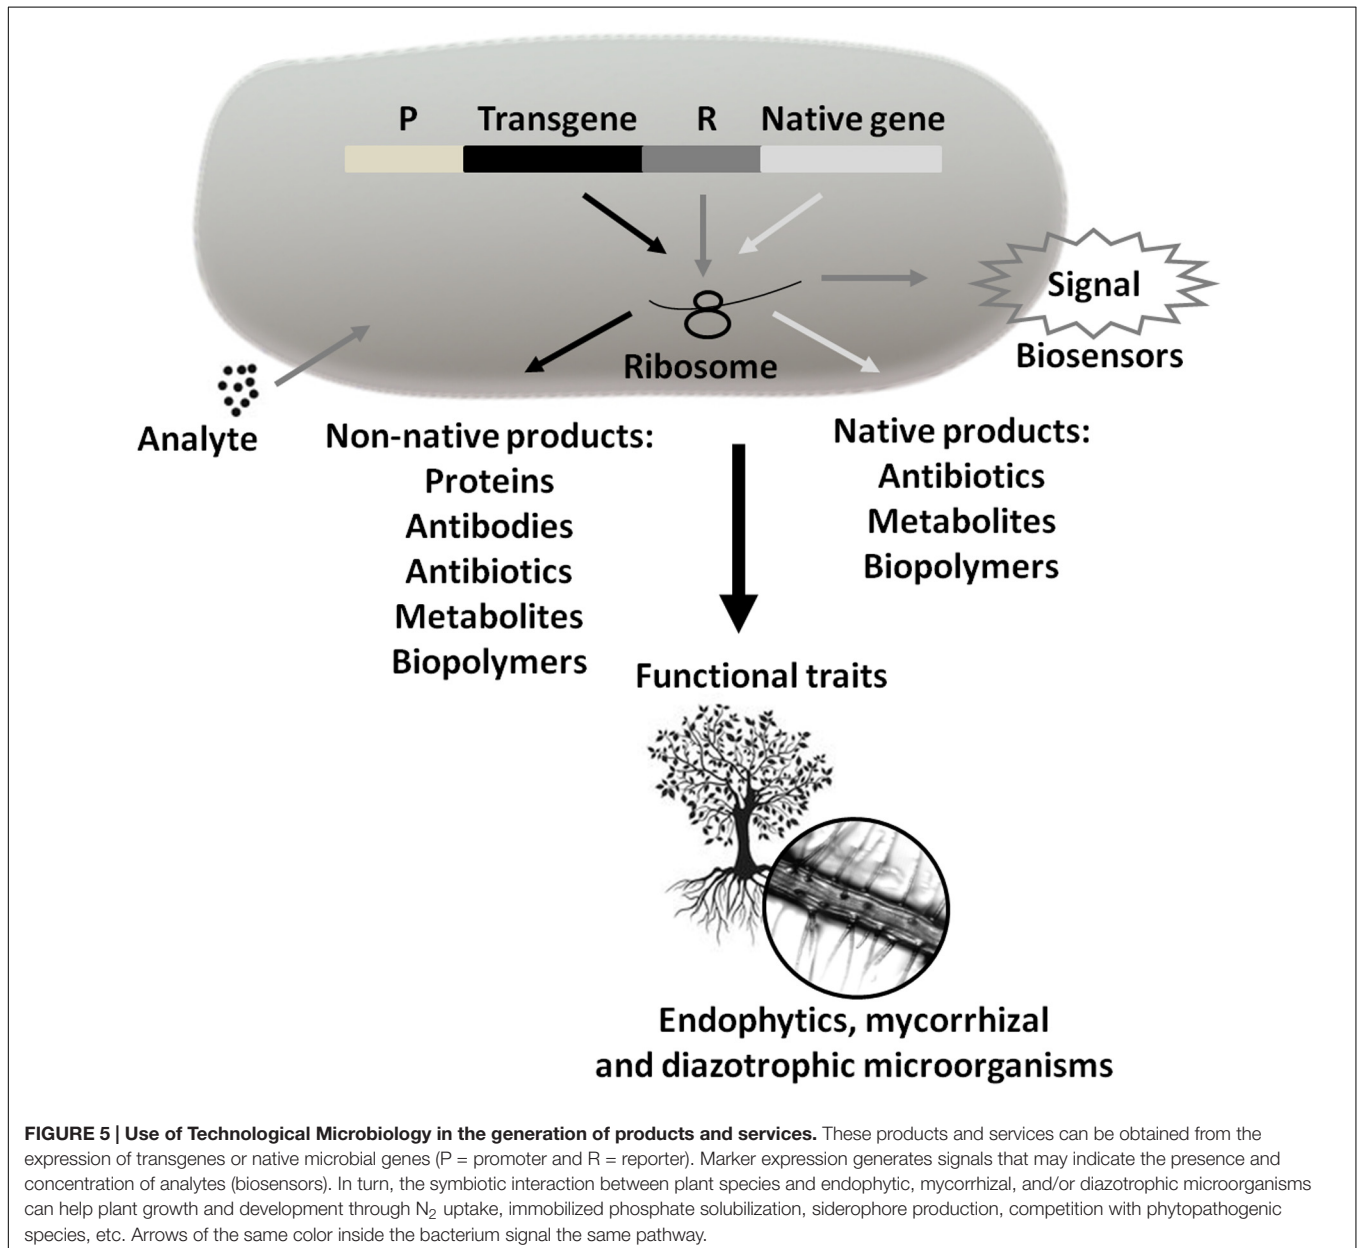 P Transgene R Native gene
Signal
Biosensors
Ribosome
Analyte
Non-native products:
Proteins
Antibodies
Antibiotics
Metabolites
Biopolymers
Native products:
Antibiotics
Metabolites
Biopolymers
Functional traits
Endophytics, mycorrhizal
and diazotrophic microorganisms
FIGURE 5 | Use of Technological Microbiology in the generation of products and services. These products and services can be obtained from the
expression of transgenes or native microbial genes (P = promoter and R = reporter). Marker expression generates signals that may indicate the presence and
concentration of analytes (biosensors). In turn, the symbiotic interaction between plant species and endophytic, mycorrhizal, and/or diazotrophic microorganisms
can help plant growth and development through N₂ uptake, immobilized phosphate solubilization, siderophore production, competition with phytopathogenic
species, etc. Arrows of the same color inside the bacterium signal the same pathway.